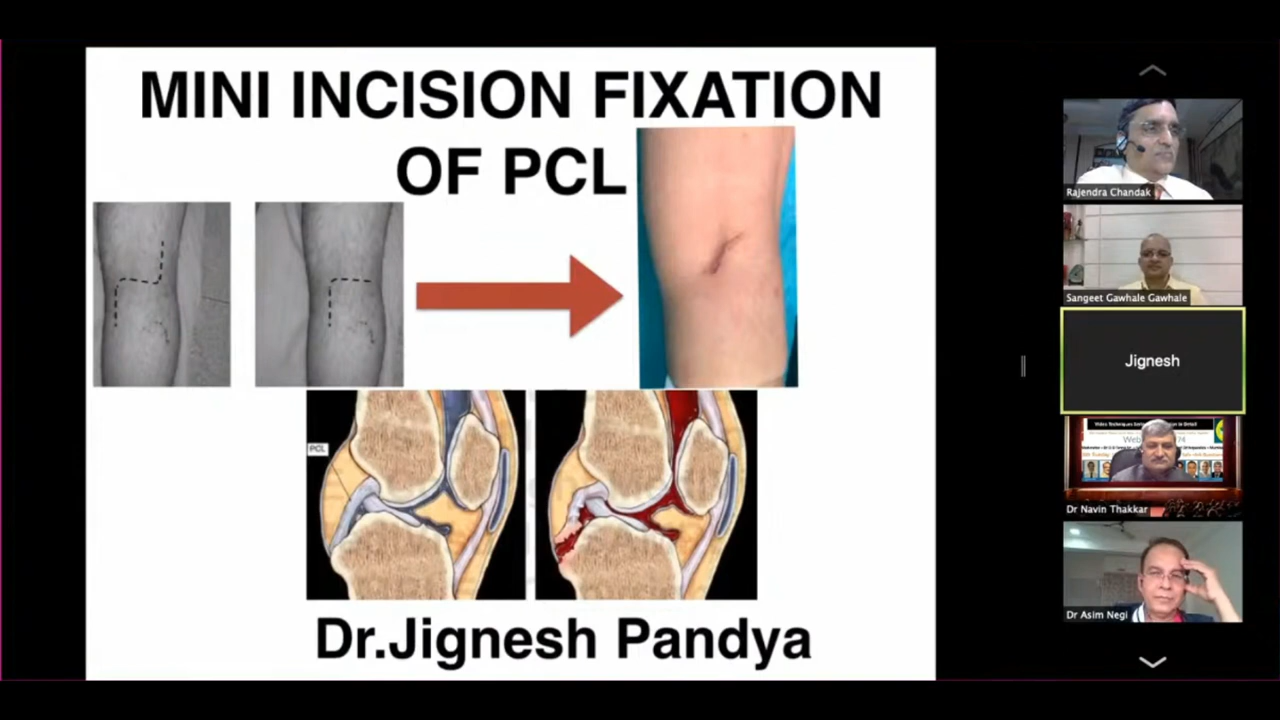 MINI INCISION FIXATION
OF PCL
PCL
Dr.Jignesh Pandya
Rajendra Chandak
Sangeet Gawhale Gawhale
Jignesh
Dr Navin Thakkar
Dr Asim Negi